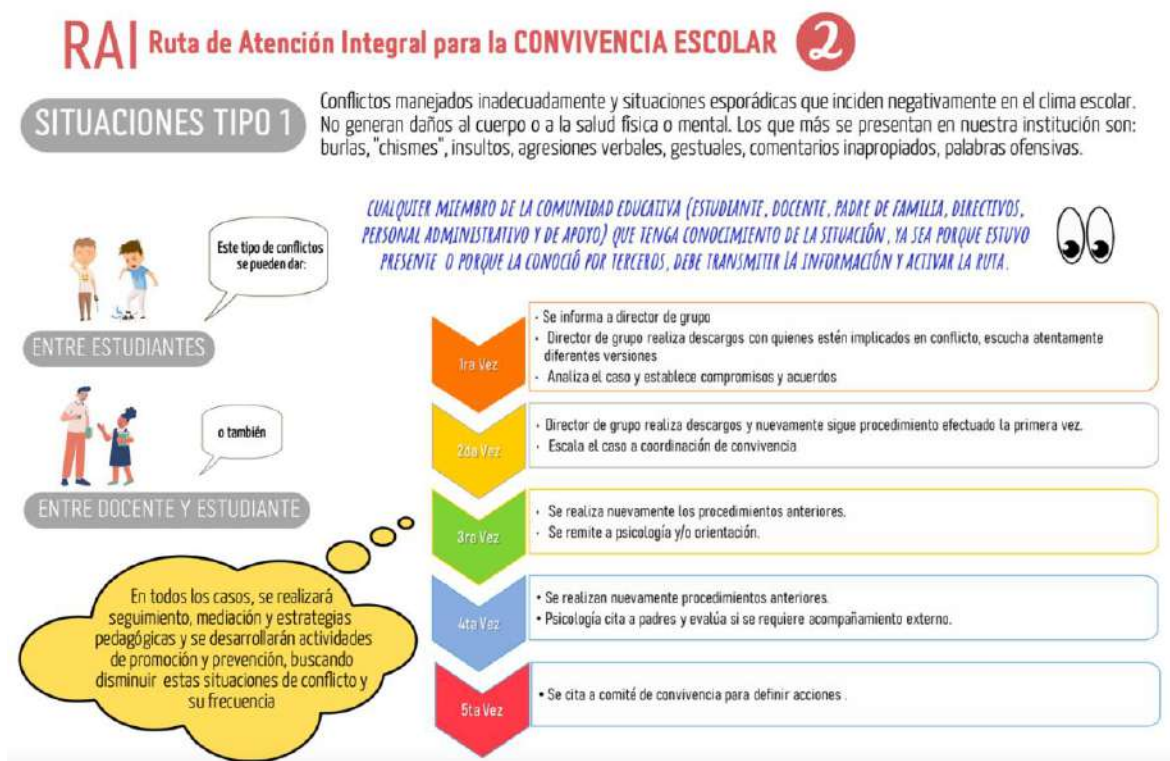 RAI Ruta de Atención Integral para la CONVIVENCIA ESCOLAR 2
SITUACIONES TIPO 1
Conflictos manejados inadecuadamente y situaciones esporádicas que inciden negativamente en el clima escolar.
No generan daños al cuerpo o a la salud física o mental. Los que más se presentan en nuestra institución son:
burlas, "chismes", insultos, agresiones verbales, gestuales, comentarios inapropiados, palabras ofensivas.
CUALQUIER MIEMBRO DE LA COMUNIDAD EDUCATIVA (ESTUDIANTE, DOCENTE, PADRE DE FAMILIA, DIRECTIVOS,
PERSONAL ADMINISTRATIVO Y DE APOYO) QUE TENGA CONOCIMIENTO DE LA SITUACIÓN, YA SEA PORQUE ESTUVO
PRESENTE O PORQUE LA CONOCIÓ POR TERCEROS, DEBE TRANSMITIR LA INFORMACIÓN Y ACTIVAR LA RUTA.
Este tipo de conflictos
se pueden dar:
ENTRE ESTUDIANTES
o también
ENTRE DOCENTE Y ESTUDIANTE
1ra Vez
· Se informa a director de grupo
· Director de grupo realiza descargos con quienes estén implicados en conflicto, escucha atentamente
diferentes versiones
· Analiza el caso y establece compromisos y acuerdos
2da Vez
· Director de grupo realiza descargos y nuevamente sigue procedimiento efectuado la primera vez.
· Escala el caso a coordinación de convivencia
3ra Vez
· Se realiza nuevamente los procedimientos anteriores.
· Se remite a psicología y/o orientación.
4ta Vez
• Se realizan nuevamente procedimientos anteriores.
• Psicología cita a padres y evalúa si se requiere acompañamiento externo.
5ta Vez
• Se cita a comité de convivencia para definir acciones .
En todos los casos, se realizará
seguimiento, mediación y estrategias
pedagógicas y se desarrollarán actividades
de promoción y prevención, buscando
disminuir estas situaciones de conflicto y
su frecuencia